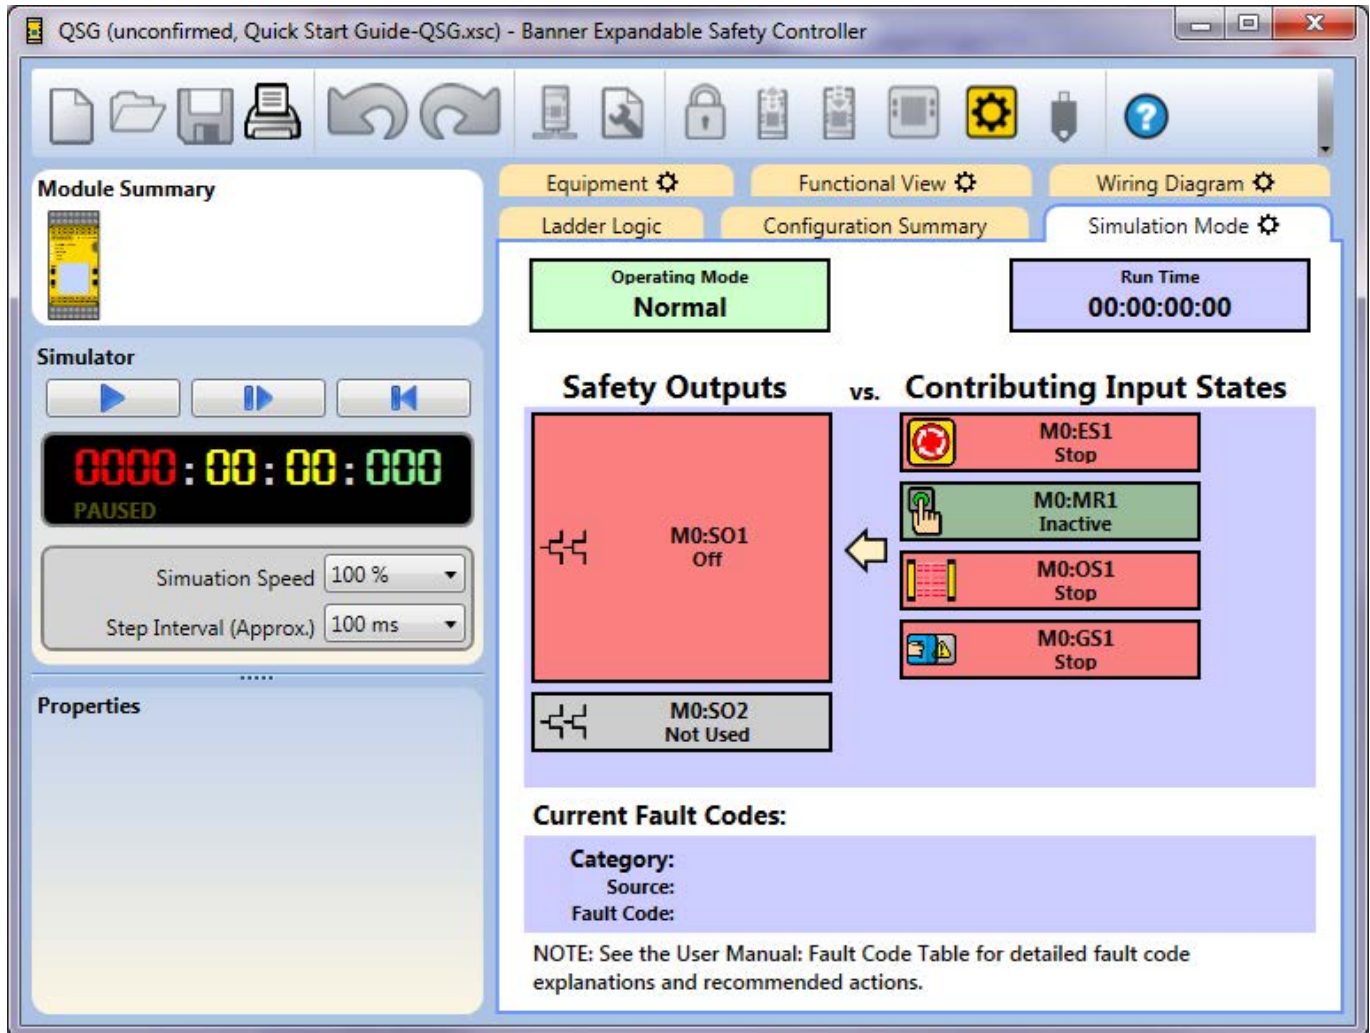 QSG (unconfirmed, Quick Start Guide-QSG.xsc) - Banner Expandable Safety Controller
Module Summary
Equipment
Functional View
Wiring Diagram
Ladder Logic
Configuration Summary
Simulation Mode
Operating Mode
Normal
Run Time
00:00:00:00
Simulator
0000:00:00:000
PAUSED
Simuation Speed 100 %
Step Interval (Approx.) 100 ms
Properties
Safety Outputs vs. Contributing Input States
M0:SO1
Off
M0:SO2
Not Used
M0:ES1
Stop
M0:MR1
Inactive
M0:OS1
Stop
M0:GS1
Stop
Current Fault Codes:
Category:
Source:
Fault Code:
NOTE: See the User Manual: Fault Code Table for detailed fault code
explanations and recommended actions.